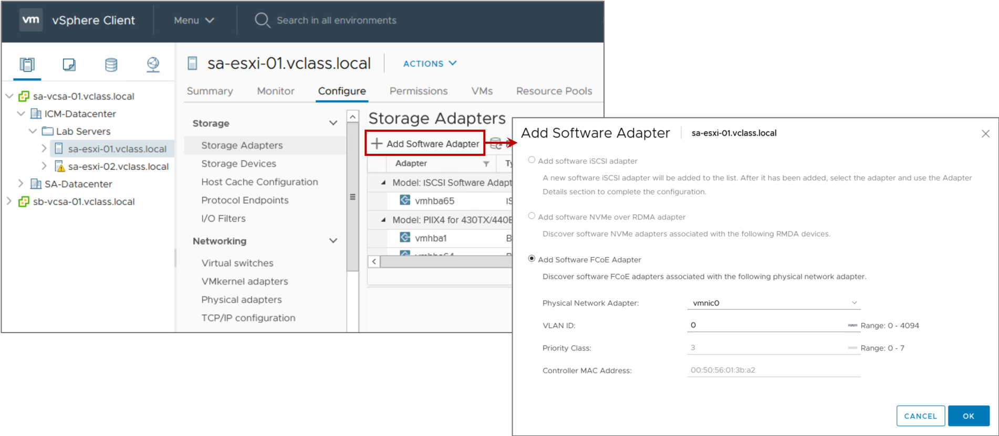 vm vSphere Client Menu Search in all environments
sa-esxi-01.vclass.local ACTIONS
Summary Monitor Configure Permissions VMs Resource Pools
sa-vcsa-01.vclass.local
ICM-Datacenter
Lab Servers
sa-esxi-01.vclass.local
sa-esxi-02.vclass.local
SA-Datacenter
sb-vcsa-01.vclass.local
Storage
Storage Adapters
Storage Devices
Host Cache Configuration
Protocol Endpoints
I/O Filters
Networking
Virtual switches
VMkernel adapters
Physical adapters
TCP/IP configuration
Storage Adapters
Add Software Adapter
Adapter
Model: iSCSI Software Adapt
vmhba65
Model: PIIX4 for 430TX/440B
vmhba1 B
vmhba64
Add Software Adapter sa-esxi-01.vclass.local
Add software iSCSI adapter
A new software iSCSI adapter will be added to the list. After it has been added, select the adapter and use the Adapter
Details section to complete the configuration.
Add software NVMe over RDMA adapter
Discover software NVMe adapters associated with the following RMDA devices.
Add Software FCoE Adapter
Discover software FCoE adapters associated with the following physical network adapter.
Physical Network Adapter: vmnic0
VLAN ID: 0 Range: 0 - 4094
Priority Class: 3 Range: 0 - 7
Controller MAC Address: 00:50:56:01:3b:a2
CANCEL OK